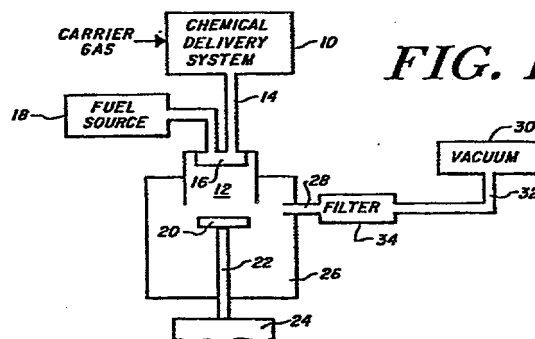 CHEMICAL
DELIVERY
SYSTEM
10
CARRIER
GAS
FIG. 1
14
18
FUEL
SOURCE
30
VACUUM
16
12
28
FILTER
32
34
20
22
26
24